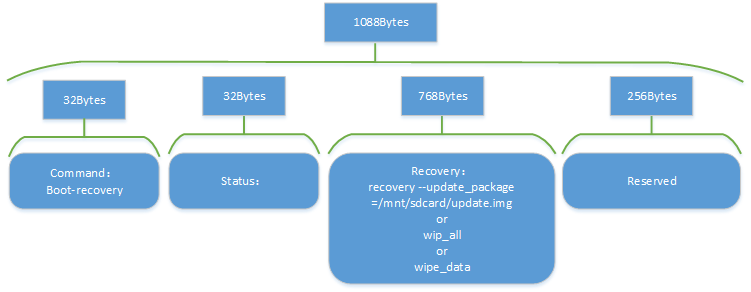 1088Bytes
32Bytes
32Bytes
768Bytes
256Bytes
Command：
Boot-recovery
Status：
Recovery：
recovery --update_package
=/mnt/sdcard/update.img
or
wip_all
or
wipe_data
Reserved